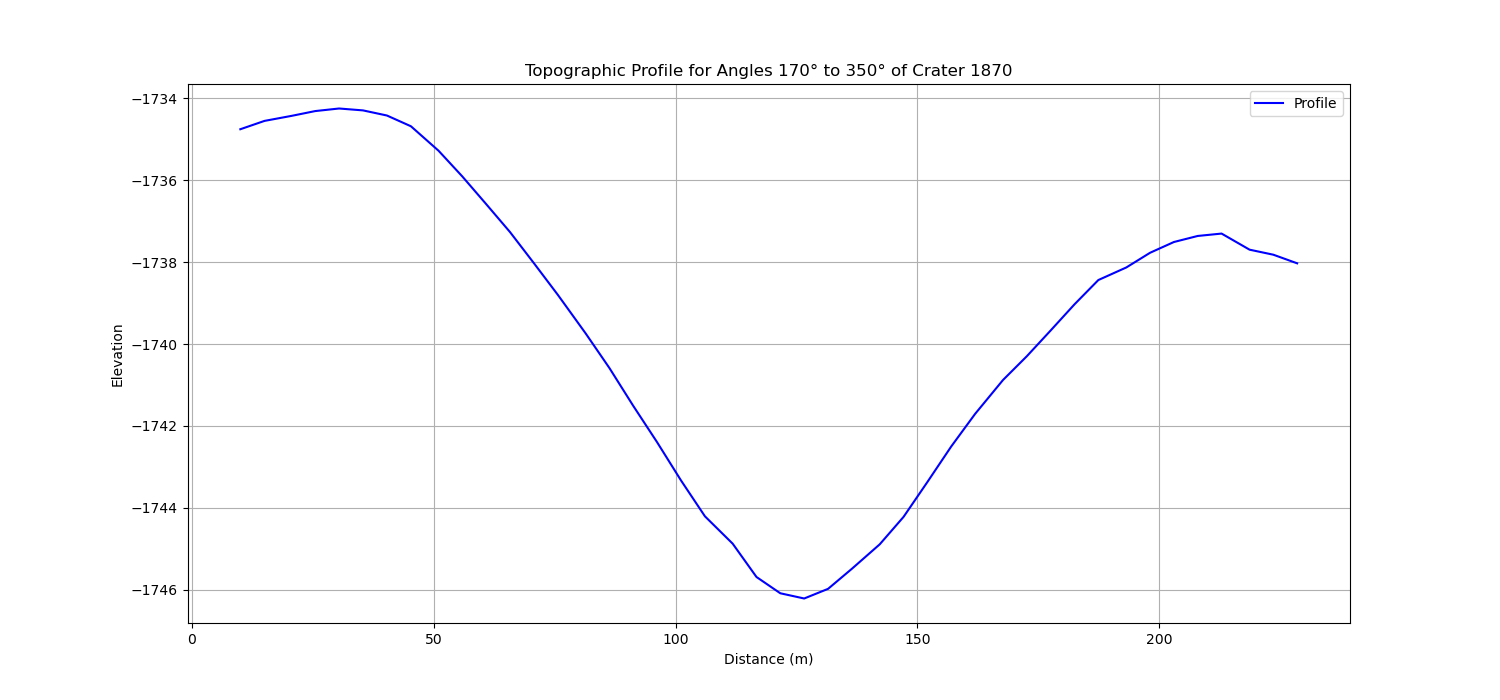 Topographic Profile for Angles 170° to 350° of Crater 1870
Profile
−1734
−1736
−1738
−1740
−1742
−1744
−1746
Elevation
0 50 100 150 200
Distance (m)